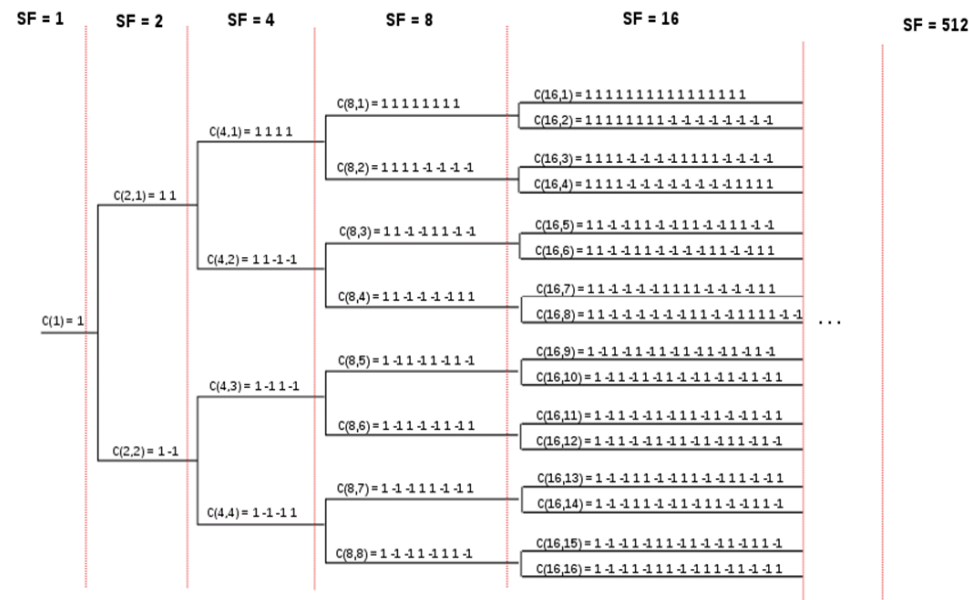 SF = 1
SF = 2
SF = 4
SF = 8
SF = 16
SF = 512
C(1) = 1
C(2,1) = 1 1
C(2,2) = 1 -1
C(4,1) = 1 1 1 1
C(4,2) = 1 1 -1 -1
C(4,3) = 1 -1 1 -1
C(4,4) = 1 -1 -1 1
C(8,1) = 1 1 1 1 1 1 1 1
C(8,2) = 1 1 1 1 -1 -1 -1 -1
C(8,3) = 1 1 -1 -1 1 1 -1 -1
C(8,4) = 1 1 -1 -1 -1 -1 1 1
C(8,5) = 1 -1 1 -1 1 -1 1 -1
C(8,6) = 1 -1 1 -1 -1 1 -1 1
C(8,7) = 1 -1 -1 1 1 -1 -1 1
C(8,8) = 1 -1 -1 1 -1 1 1 -1
C(16,1) = 1 1 1 1 1 1 1 1 1 1 1 1 1 1 1 1
C(16,2) = 1 1 1 1 1 1 1 1 -1 -1 -1 -1 -1 -1 -1 -1
C(16,3) = 1 1 1 1 -1 -1 -1 -1 1 1 1 1 -1 -1 -1 -1
C(16,4) = 1 1 1 1 -1 -1 -1 -1 -1 -1 -1 -1 1 1 1 1
C(16,5) = 1 1 -1 -1 1 1 -1 -1 1 1 -1 -1 1 1 -1 -1
C(16,6) = 1 1 -1 -1 1 1 -1 -1 -1 -1 1 1 -1 -1 1 1
C(16,7) = 1 1 -1 -1 -1 -1 1 1 1 1 -1 -1 -1 -1 1 1
C(16,8) = 1 1 -1 -1 -1 -1 -1 -1 1 1 -1 -1 1 1 1 1 -1 -1
C(16,9) = 1 -1 1 -1 1 -1 1 -1 1 -1 1 -1 1 -1 1 -1
C(16,10) = 1 -1 1 -1 1 -1 1 -1 -1 1 -1 1 -1 1 -1 1
C(16,11) = 1 -1 1 -1 -1 1 -1 1 1 -1 1 -1 -1 1 -1 1
C(16,12) = 1 -1 1 -1 -1 1 -1 1 -1 1 -1 1 1 -1 1 -1
C(16,13) = 1 -1 -1 1 1 -1 -1 1 1 -1 -1 1 1 -1 -1 1
C(16,14) = 1 -1 -1 1 1 -1 -1 1 -1 1 1 -1 -1 1 1 -1
C(16,15) = 1 -1 -1 1 -1 1 1 -1 1 -1 -1 1 -1 1 1 -1
C(16,16) = 1 -1 -1 1 -1 1 1 -1 -1 1 1 -1 1 -1 -1 1
...